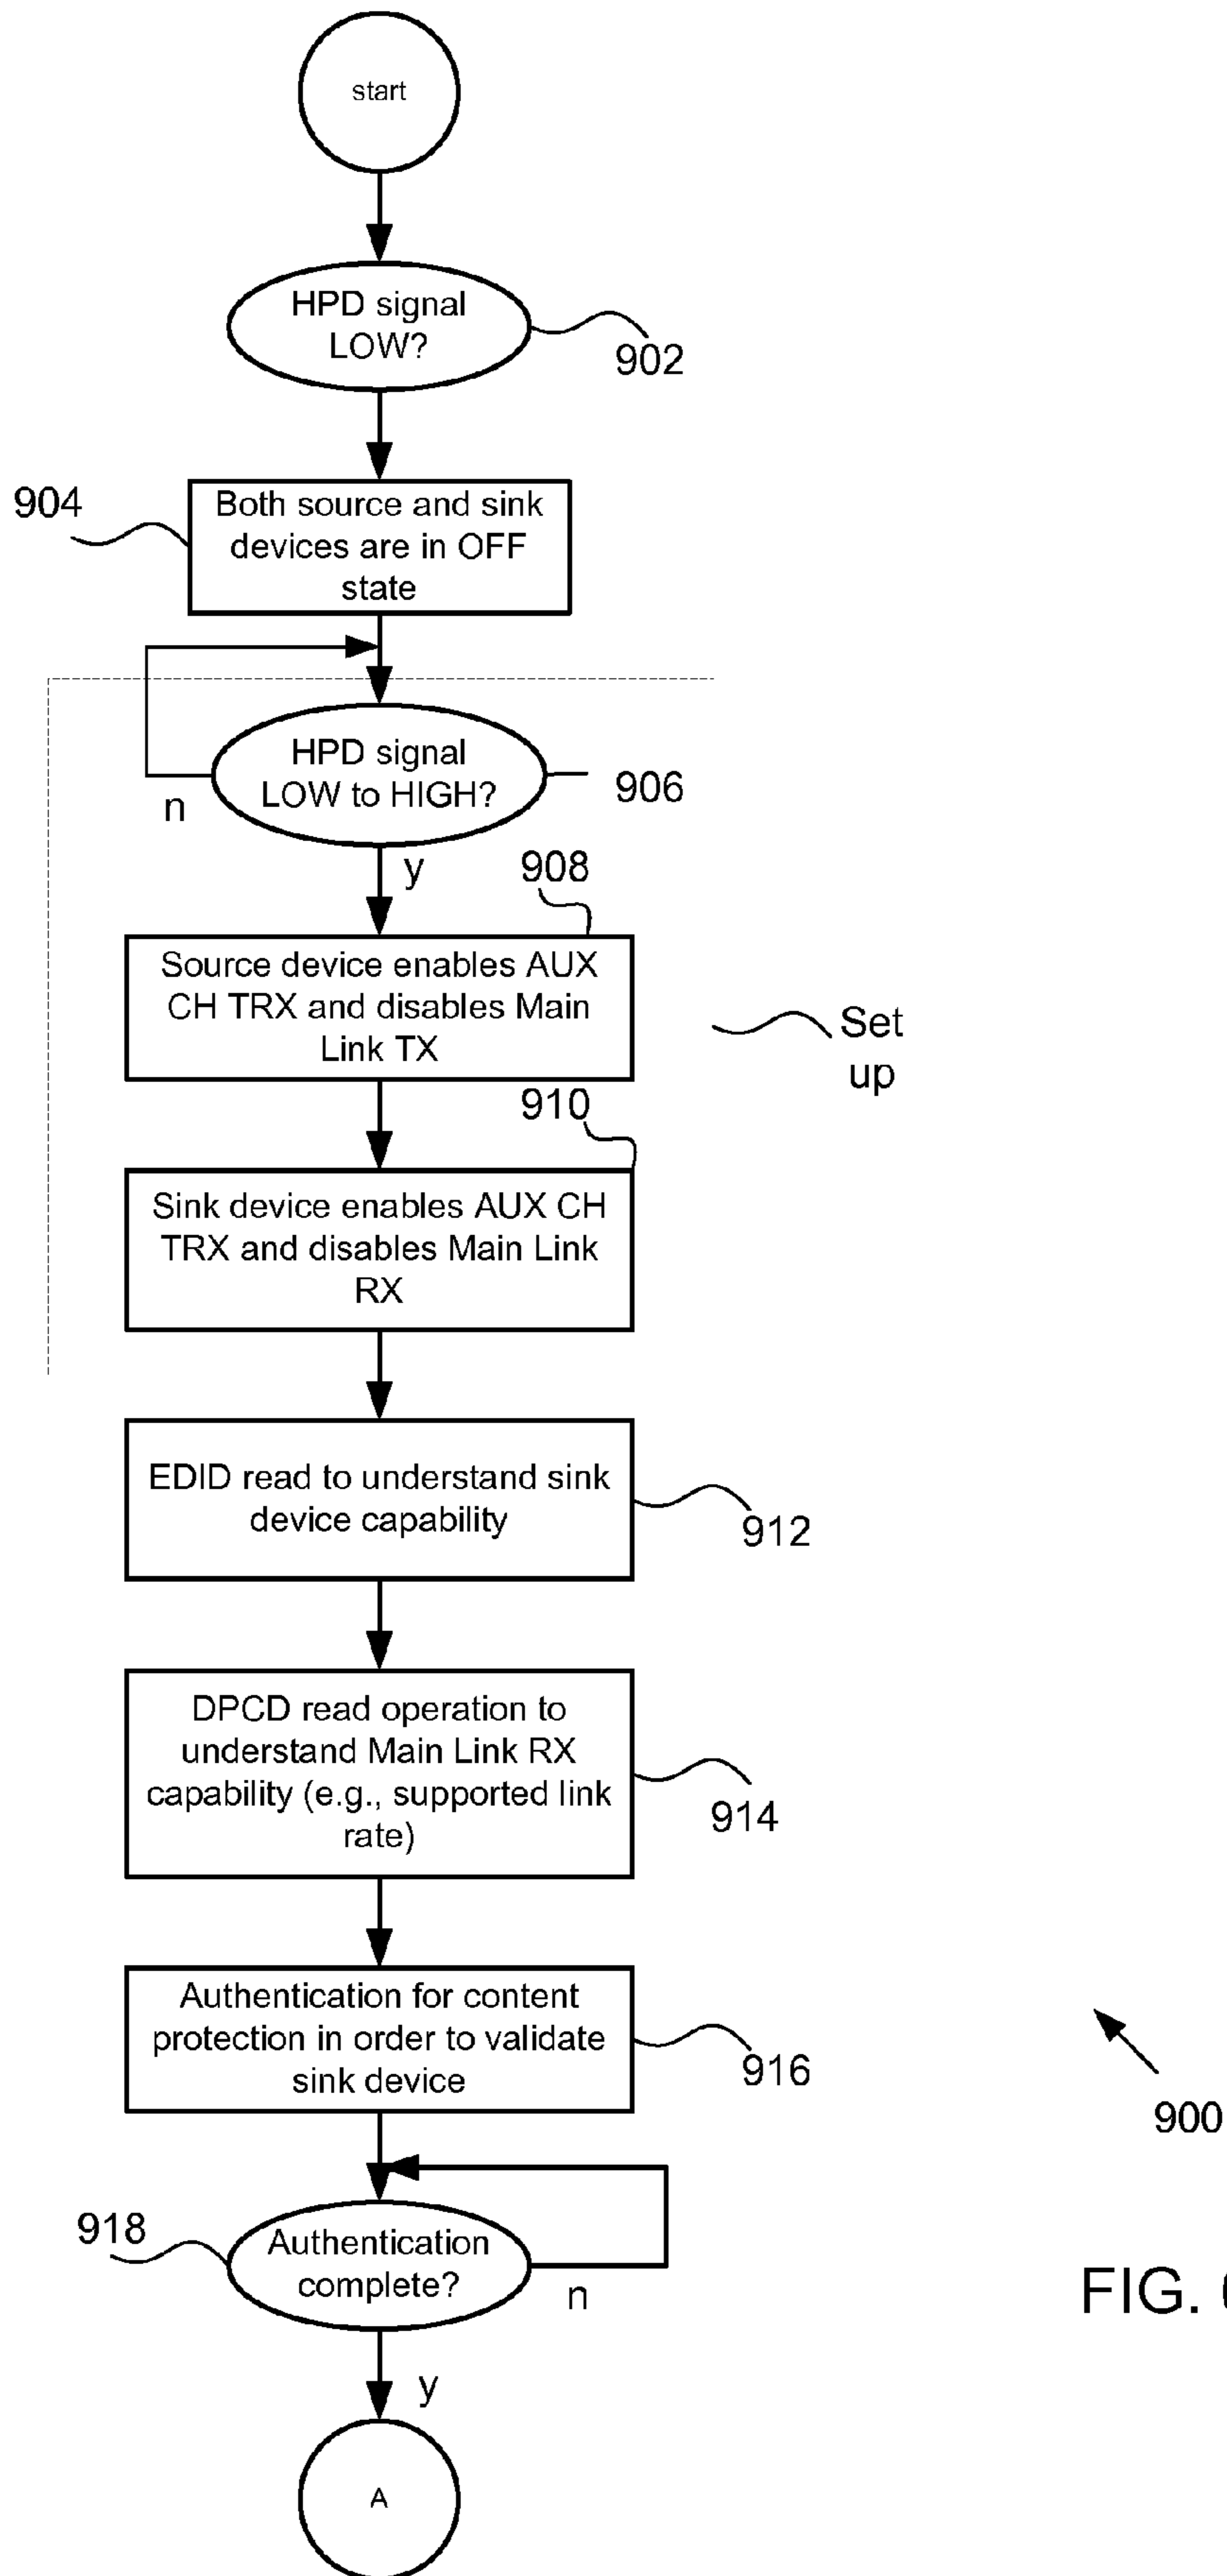 start
HPD signal
LOW?
902
904
Both source and sink
devices are in OFF
state
HPD signal
LOW to HIGH?
906
n
y
908
Source device enables AUX
CH TRX and disables Main
Link TX
Set
up
910
Sink device enables AUX CH
TRX and disables Main Link
RX
EDID read to understand sink
device capability
912
DPCD read operation to
understand Main Link RX
capability (e.g., supported link
rate)
914
Authentication for content
protection in order to validate
sink device
916
900
918
Authentication
complete?
n
FIG.
y
A